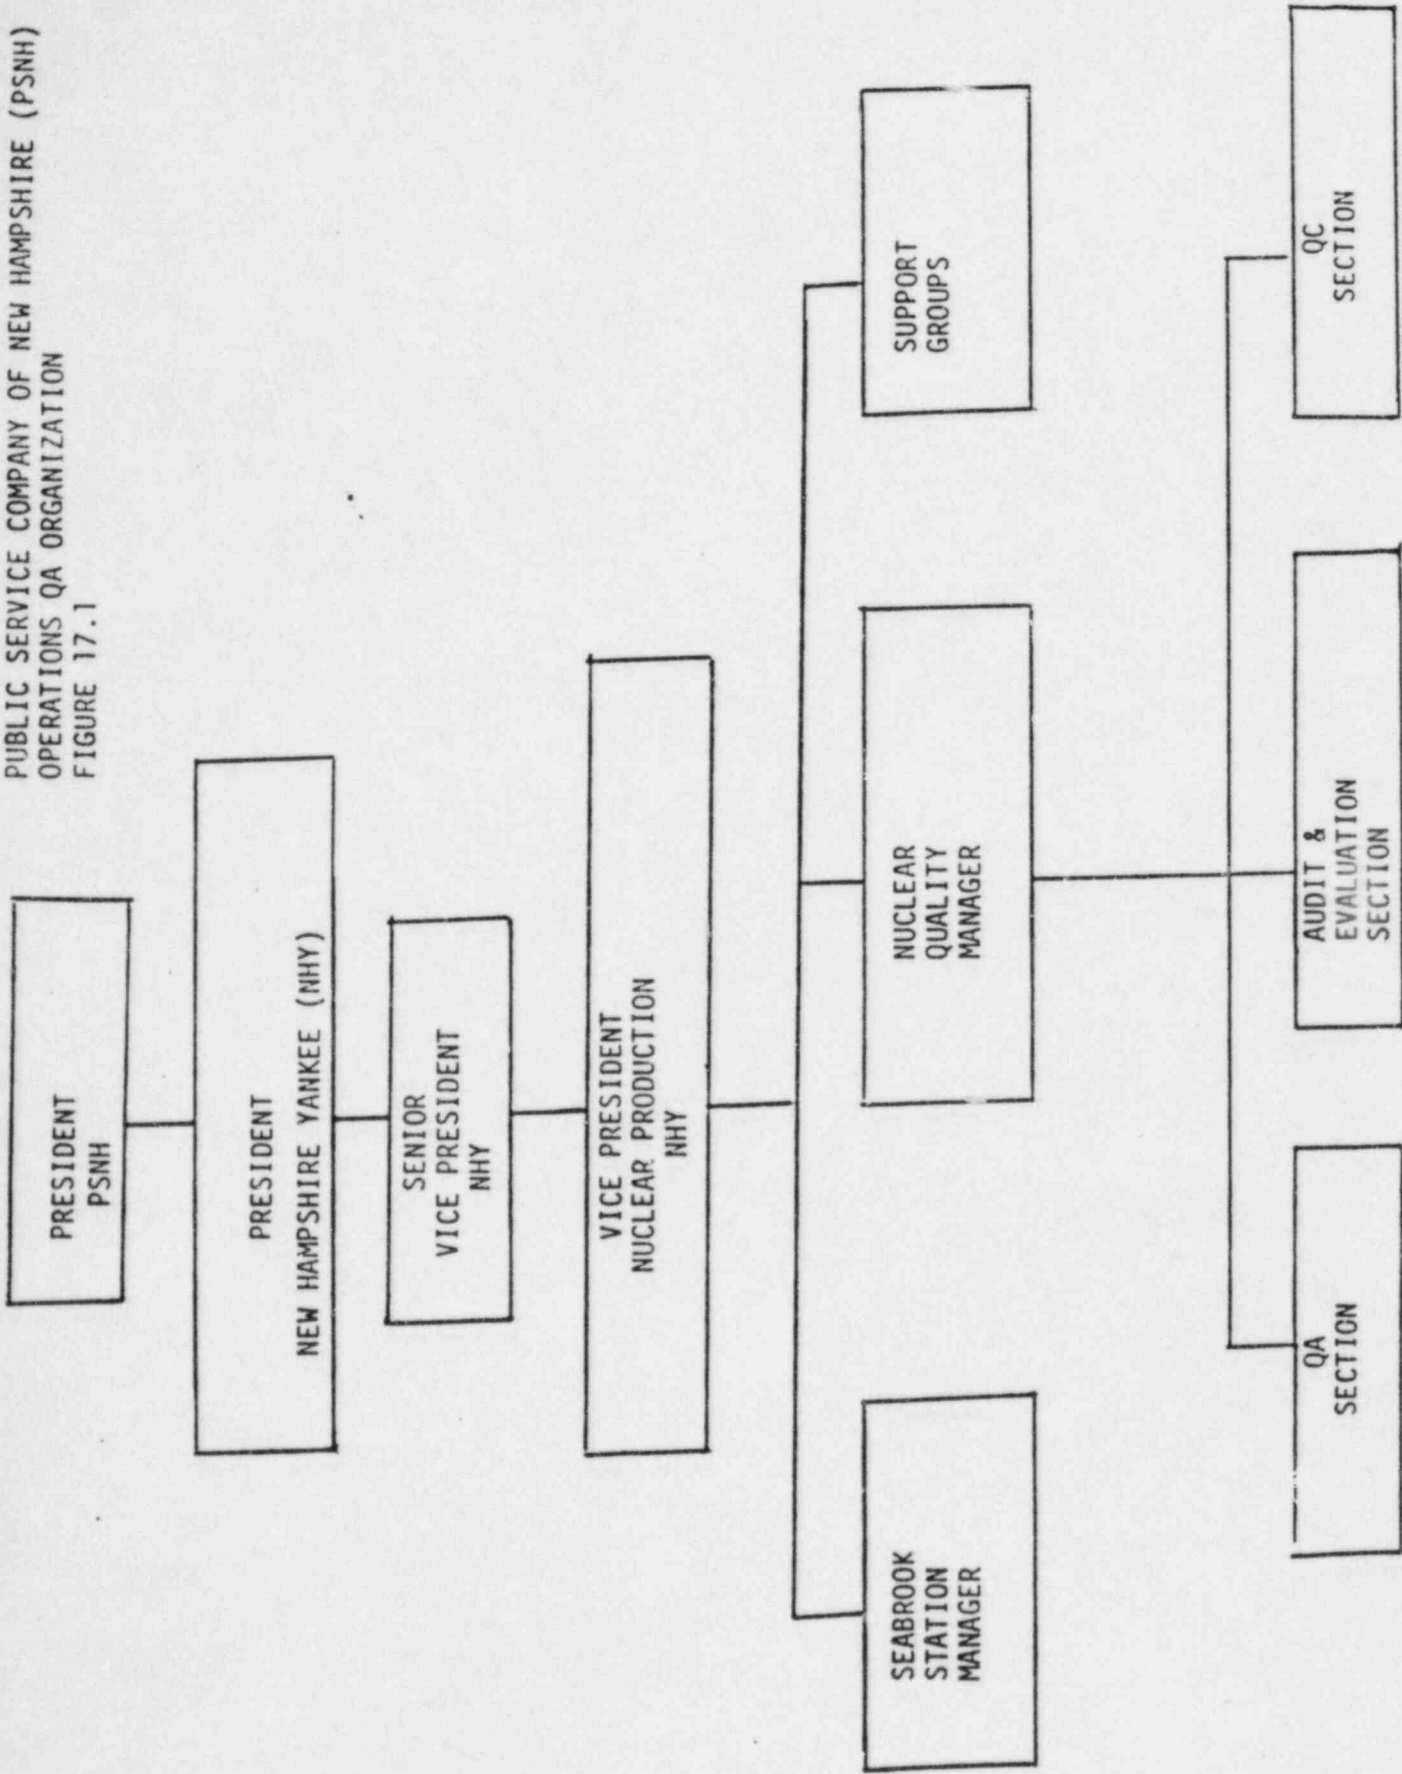 PUBLIC SERVICE COMPANY OF NEW HAMPSHIRE (PSNH)
OPERATIONS QA ORGANIZATION
FIGURE 17.1
PRESIDENT
PSNH
PRESIDENT
NEW HAMPSHIRE YANKEE (NHY)
SENIOR
VICE PRESIDENT
NHY
VICE PRESIDENT
NUCLEAR PRODUCTION
NHY
SEABROOK
STATION
MANAGER
NUCLEAR
QUALITY
MANAGER
SUPPORT
GROUPS
QA
SECTION
AUDIT &
EVALUATION
SECTION
QC
SECTION